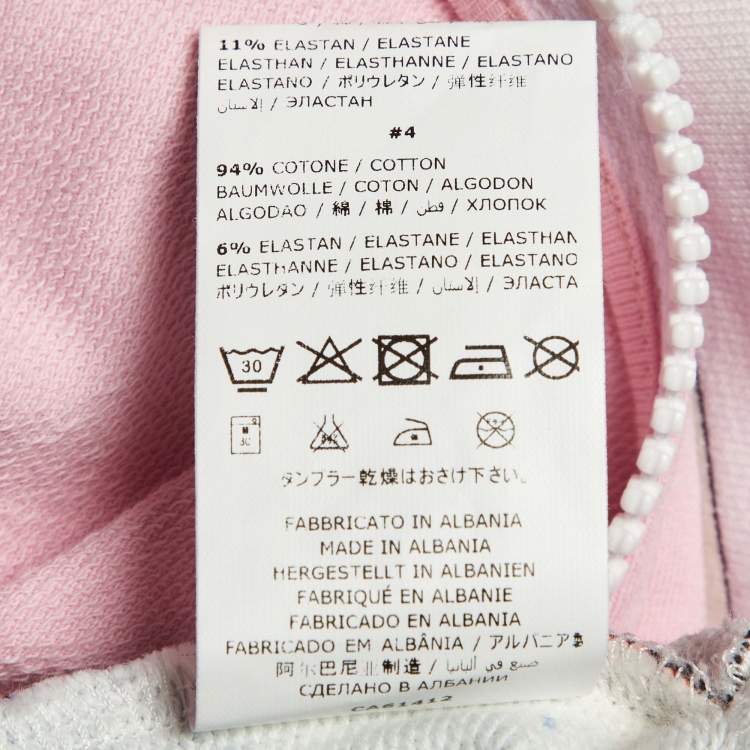 11% ELASTAN / ELASTANE
ELASTHAN / ELASTHANNE / ELASTANO
ELASTANO / ポリウレタン / 弹性纤维
إلاستان / ЭЛАСТАН
#4
94% COTONE / COTTON
BAUMWOLLE / COTON / ALGODON
ALGODÃO / 綿 / 棉 / قطن / ХЛОПОК
6% ELASTAN / ELASTANE / ELASTHAN
ELASTHANNE / ELASTANO / ELASTANO
ポリウレタン / 弹性纤维 / إلاستان / ЭЛАСТА
30
M
30
タンブラー乾燥はおさけ下さい。
FABBRICATO IN ALBANIA
MADE IN ALBANIA
HERGESTELLT IN ALBANIEN
FABRIQUÉ EN ALBANIE
FABRICADO EN ALBANIA
FABRICADO EM ALBÂNIA / アルバニア製
阿尔巴尼亚制造 / صنع في ألبانيا
СДЕЛАНО В АЛБАНИИ
CA61412